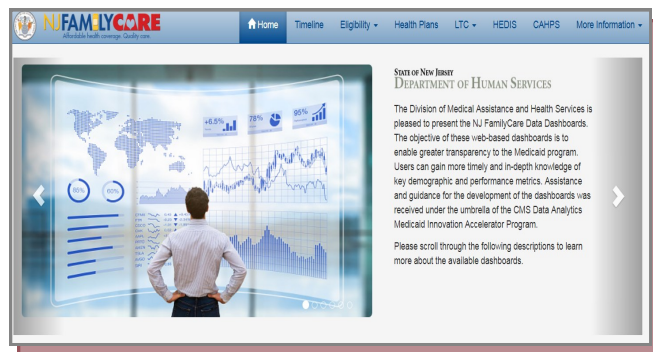 NJFAMILYCARE
Affordable health coverage. Quality care.
Home Timeline Eligibility Health Plans LTC HEDIS CAHPS More Information
STATE OF NEW JERSEY
DEPARTMENT OF HUMAN SERVICES
The Division of Medical Assistance and Health Services is
pleased to present the NJ FamilyCare Data Dashboards.
The objective of these web-based dashboards is to
enable greater transparency to the Medicaid program.
Users can gain more timely and in-depth knowledge of
key demographic and performance metrics. Assistance
and guidance for the development of the dashboards was
received under the umbrella of the CMS Data Analytics
Medicaid Innovation Accelerator Program.
Please scroll through the following descriptions to learn
more about the available dashboards.
+6.5%
78%
95%
86%
60%